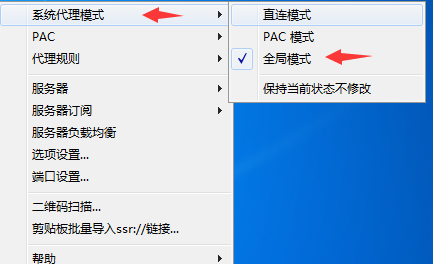 系统代理模式
PAC
代理规则
服务器
服务器订阅
服务器负载均衡
选项设置...
端口设置...
二维码扫描...
剪贴板批量导入ssr://链接...
帮助
直连模式
PAC 模式
全局模式
保持当前状态不修改